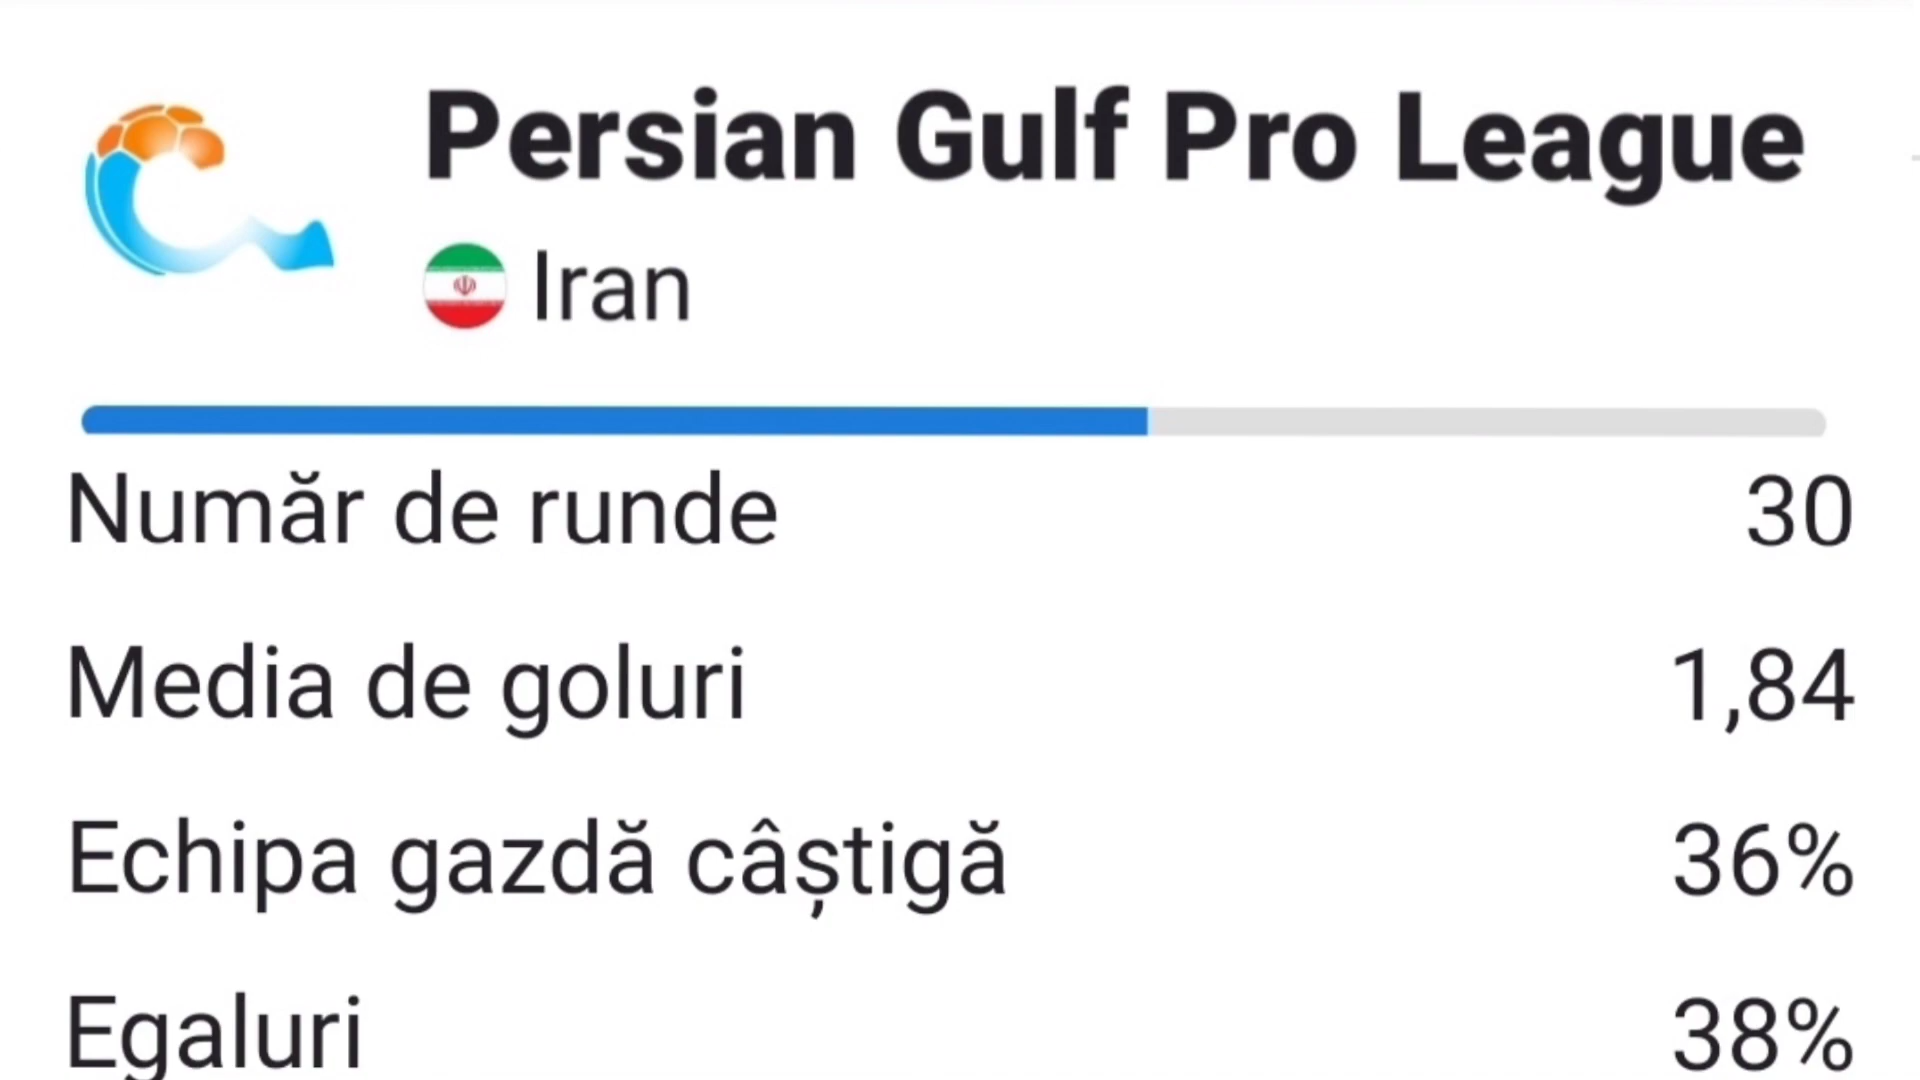 Persian Gulf Pro League
Iran
Număr de runde 30
Media de goluri 1,84
Echipa gazdă câștigă 36%
Egaluri 38%